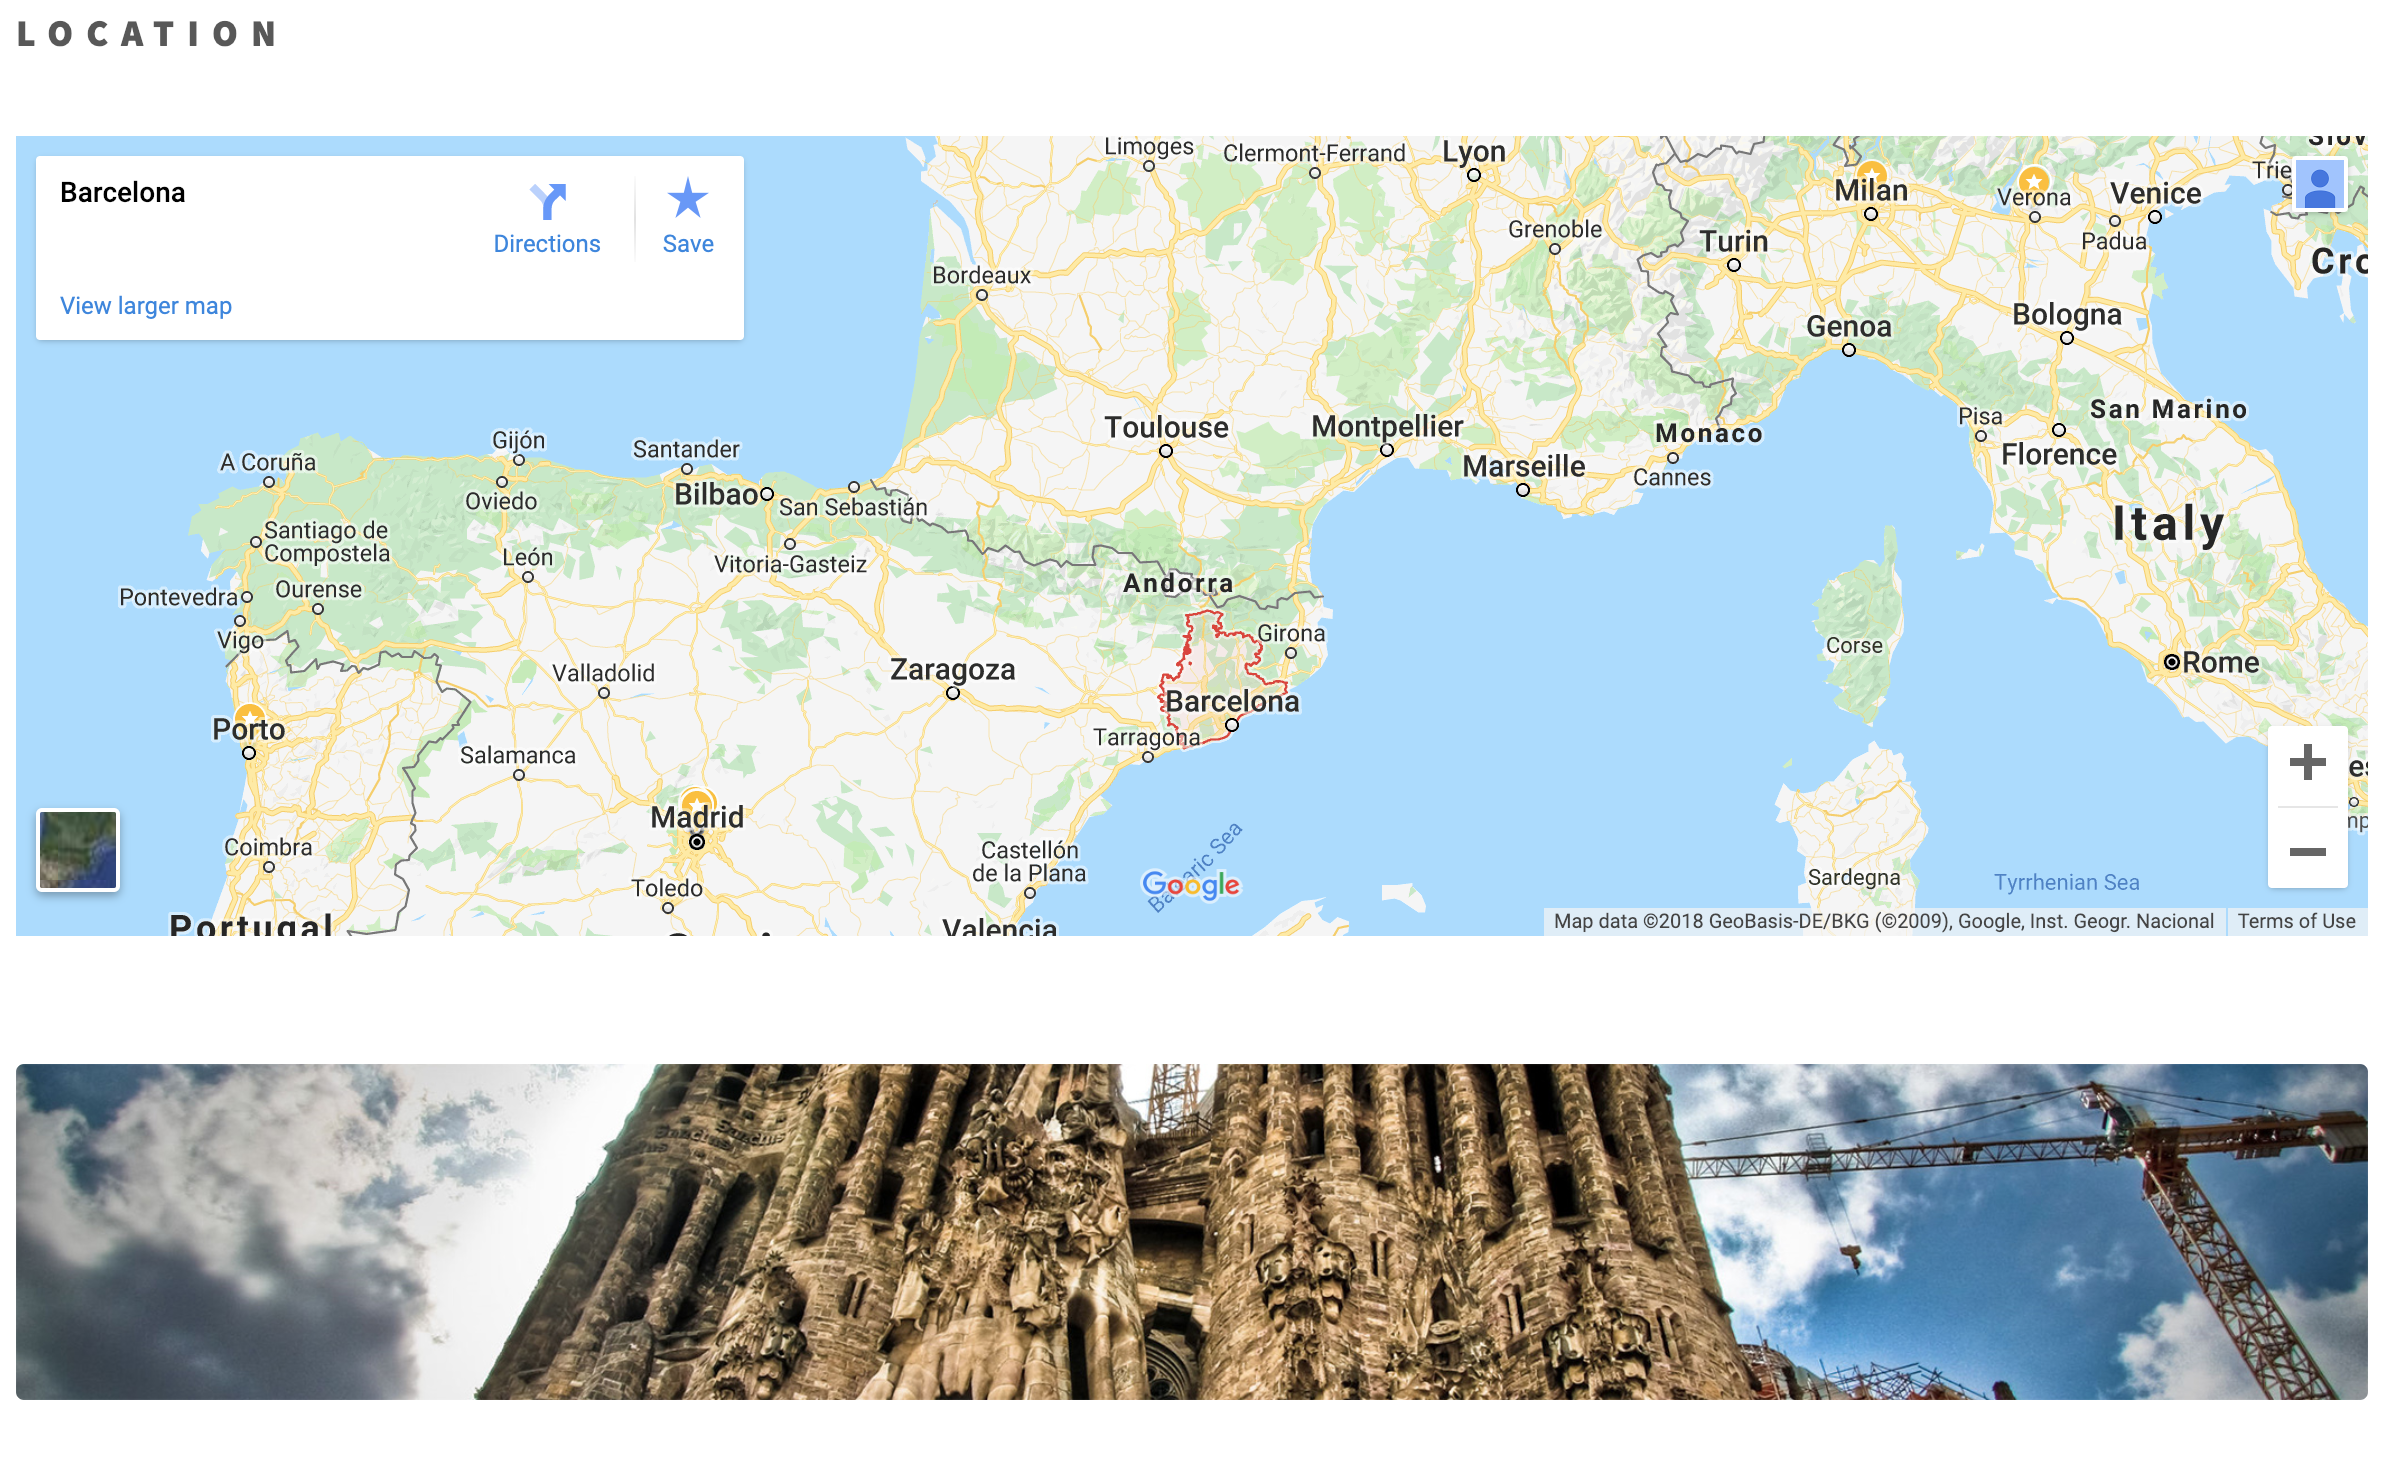 LOCATION
Barcelona
Directions
Save
View larger map
Limoges
Clermont-Ferrand
Lyon
Milan
Verona
Venice
Padua
Grenoble
Turin
Bordeaux
Genoa
Bologna
Toulouse
Montpellier
Monaco
Marseille
Cannes
Pisa
San Marino
Florence
Italy
A Coruña
Gijón
Oviedo
Santander
Bilbao
San Sebastián
Vitoria-Gasteiz
Santiago de
Compostela
León
Pontevedra
Ourense
Vigo
Andorra
Girona
Corse
Rome
Valladolid
Zaragoza
Barcelona
Tarragona
Porto
Salamanca
Madrid
Coimbra
Toledo
Castellón
de la Plana
Google
Sardegna
Tyrrhenian Sea
Portugal
Valencia
Map data ©2018 GeoBasis-DE/BKG (©2009), Google, Inst. Geogr. Nacional
Terms of Use